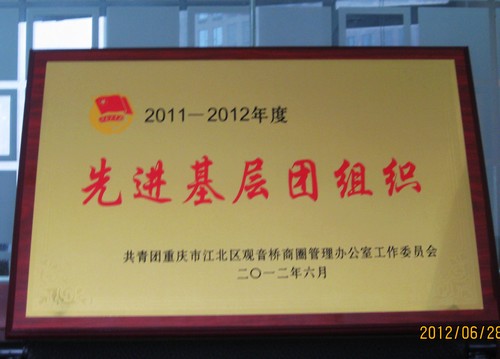 2011—2012年度
先进基层团组织
共青团重庆市江北区观音桥商圈管理办公室工作委员会
二〇一二年六月
2012/06/28